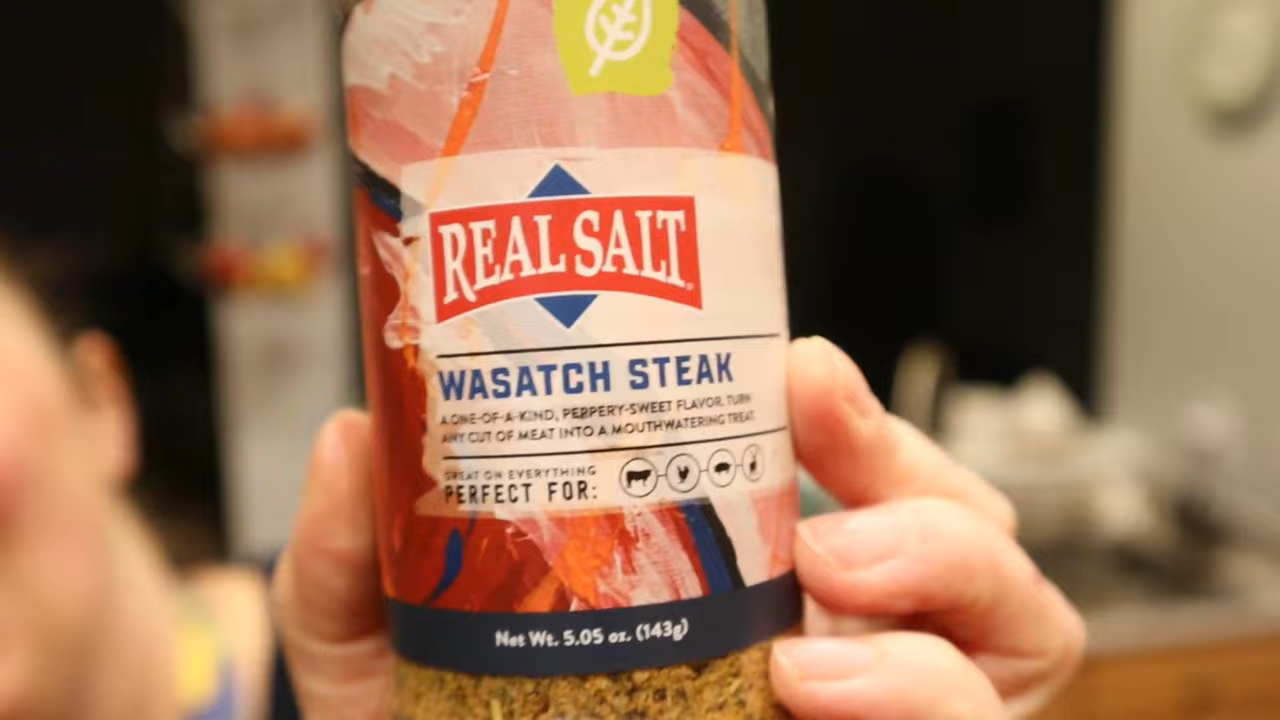 REAL SALT
WASATCH STEAK
A ONE-OF-A-KIND, PEPPERY-SWEET FLAVOR. TURN
ANY CUT OF MEAT INTO A MOUTHWATERING TREAT.
GREAT ON EVERYTHING
PERFECT FOR:
Net Wt. 5.05 oz. (143g)